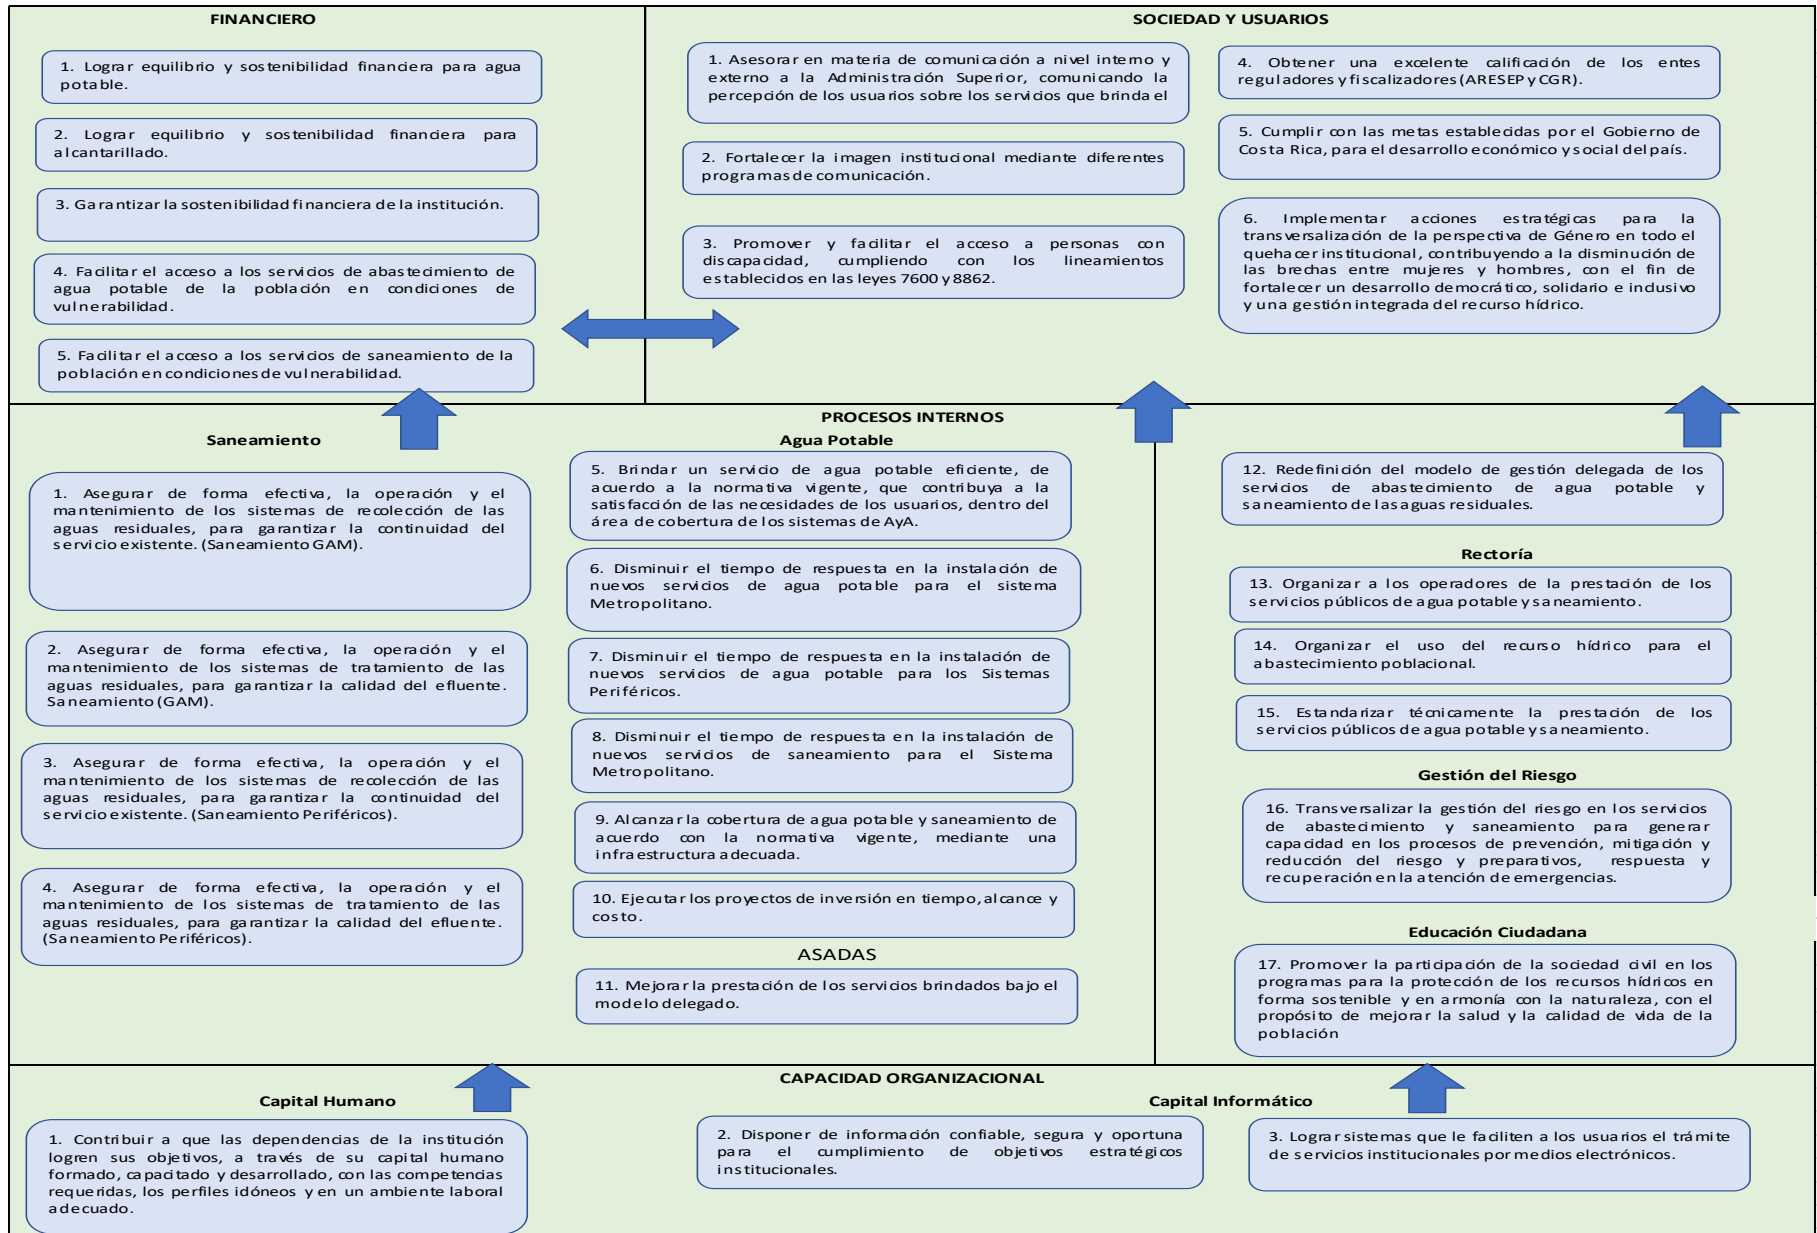 FINANCIERO
1. Lograr equilibrio y sostenibilidad financiera para agua
potable.
2. Lograr equilibrio y sostenibilidad financiera para
alcantarillado.
3. Garantizar la sostenibilidad financiera de la institución.
4. Facilitar el acceso a los servicios de abastecimiento de
agua potable de la población en condiciones de
vulnerabilidad.
5. Facilitar el acceso a los servicios de saneamiento de la
población en condiciones de vulnerabilidad.
SOCIEDAD Y USUARIOS
1. Asesorar en materia de comunicación a nivel interno y
externo a la Administración Superior, comunicando la
percepción de los usuarios sobre los servicios que brinda el
2. Fortalecer la imagen institucional mediante diferentes
programas de comunicación.
3. Promover y facilitar el acceso a personas con
discapacidad, cumpliendo con los lineamientos
establecidos en las leyes 7600 y 8862.
4. Obtener una excelente calificación de los entes
reguladores y fiscalizadores (ARESEP y CGR).
5. Cumplir con las metas establecidas por el Gobierno de
Costa Rica, para el desarrollo económico y social del país.
6. Implementar acciones estratégicas para la
transversalización de la perspectiva de Género en todo el
quehacer institucional, contribuyendo a la disminución de
las brechas entre mujeres y hombres, con el fin de
fortalecer un desarrollo democrático, solidario e inclusivo
y una gestión integrada del recurso hídrico.
PROCESOS INTERNOS
Saneamiento
1. Asegurar de forma efectiva, la operación y el
mantenimiento de los sistemas de recolección de las
aguas residuales, para garantizar la continuidad del
servicio existente. (Saneamiento GAM).
2. Asegurar de forma efectiva, la operación y el
mantenimiento de los sistemas de tratamiento de las
aguas residuales, para garantizar la calidad del efluente.
Saneamiento (GAM).
3. Asegurar de forma efectiva, la operación y el
mantenimiento de los sistemas de recolección de las
aguas residuales, para garantizar la continuidad del
servicio existente. (Saneamiento Periféricos).
4. Asegurar de forma efectiva, la operación y el
mantenimiento de los sistemas de tratamiento de las
aguas residuales, para garantizar la calidad del efluente.
(Saneamiento Periféricos).
Agua Potable
5. Brindar un servicio de agua potable eficiente, de
acuerdo a la normativa vigente, que contribuya a la
satisfacción de las necesidades de los usuarios, dentro del
área de cobertura de los sistemas de AyA.
6. Disminuir el tiempo de respuesta en la instalación de
nuevos servicios de agua potable para el sistema
Metropolitano.
7. Disminuir el tiempo de respuesta en la instalación de
nuevos servicios de agua potable para los Sistemas
Periféricos.
8. Disminuir el tiempo de respuesta en la instalación de
nuevos servicios de saneamiento para el Sistema
Metropolitano.
9. Alcanzar la cobertura de agua potable y saneamiento de
acuerdo con la normativa vigente, mediante una
infraestructura adecuada.
10. Ejecutar los proyectos de inversión en tiempo, alcance y
costo.
ASADAS
11. Mejorar la prestación de los servicios brindados bajo el
modelo delegado.
12. Redefinición del modelo de gestión delegada de los
servicios de abastecimiento de agua potable y
saneamiento de las aguas residuales.
Rectoría
13. Organizar a los operadores de la prestación de los
servicios públicos de agua potable y saneamiento.
14. Organizar el uso del recurso hídrico para el
abastecimiento poblacional.
15. Estandarizar técnicamente la prestación de los
servicios públicos de agua potable y saneamiento.
Gestión del Riesgo
16. Transversalizar la gestión del riesgo en los servicios
de abastecimiento y saneamiento para generar
capacidad en los procesos de prevención, mitigación y
reducción del riesgo y preparativos, respuesta y
recuperación en la atención de emergencias.
Educación Ciudadana
17. Promover la participación de la sociedad civil en los
programas para la protección de los recursos hídricos en
forma sostenible y en armonía con la naturaleza, con el
propósito de mejorar la salud y la calidad de vida de la
población
CAPACIDAD ORGANIZACIONAL
Capital Humano
1. Contribuir a que las dependencias de la institución
logren sus objetivos, a través de su capital humano
formado, capacitado y desarrollado, con las competencias
requeridas, los perfiles idóneos y en un ambiente laboral
adecuado.
Capital Informático
2. Disponer de información confiable, segura y oportuna
para el cumplimiento de objetivos estratégicos
institucionales.
3. Lograr sistemas que le faciliten a los usuarios el trámite
de servicios institucionales por medios electrónicos.